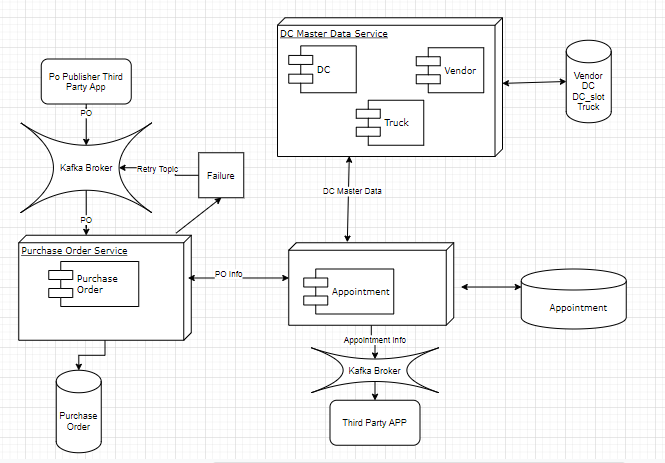 DC Master Data Service
DC
Vendor
Truck
Vendor
DC
DC_slot
Truck
Po Publisher Third
Party App
PO
Kafka Broker
Retry Topic
Failure
PO
DC Master Data
Purchase Order Service
Purchase
Order
PO Info
Appointment
Appointment
Appointment Info
Kafka Broker
Purchase
Order
Third Party APP